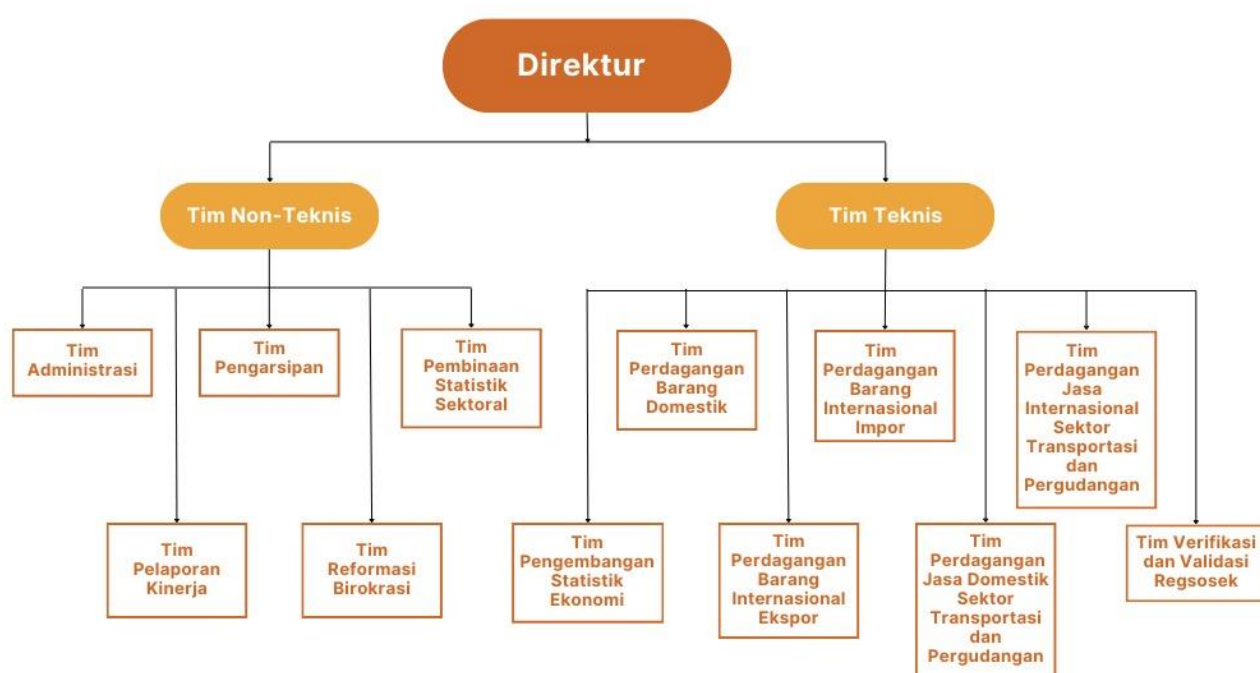 Direktur
Tim Non-Teknis
Tim Teknis
Tim
Administrasi
Tim
Pengarsipan
Tim
Pembinaan
Statistik
Sektoral
Tim
Perdagangan
Barang
Domestik
Tim
Perdagangan
Barang
Internasional
Impor
Tim
Perdagangan
Jasa
Internasional
Sektor
Transportasi
dan
Pergudangan
Tim
Pelaporan
Kinerja
Tim
Reformasi
Birokrasi
Tim
Pengembangan
Statistik
Ekonomi
Tim
Perdagangan
Barang
Internasional
Ekspor
Tim
Perdagangan
Jasa Domestik
Sektor
Transportasi
dan
Pergudangan
Tim Verifikasi
dan Validasi
Regsosek